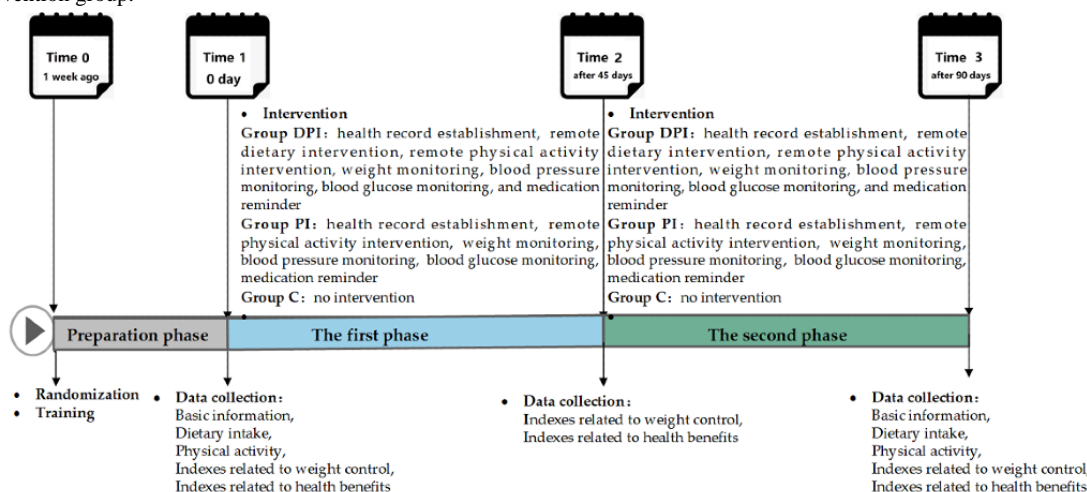 vention group.
Time 0
1 week ago
Time 1
0 day
Time 2
after 45 days
Time 3
after 90 days
• Intervention
Group DPI: health record establishment, remote
dietary intervention, remote physical activity
intervention, weight monitoring, blood pressure
monitoring, blood glucose monitoring, and medication
reminder
Group PI: health record establishment, remote
physical activity intervention, weight monitoring,
blood pressure monitoring, blood glucose monitoring,
medication reminder
Group C: no intervention
• Intervention
Group DPI: health record establishment, remote
dietary intervention, remote physical activity
intervention, weight monitoring, blood pressure
monitoring, blood glucose monitoring, and medication
reminder
Group PI: health record establishment, remote
physical activity intervention, weight monitoring,
blood pressure monitoring, blood glucose monitoring,
medication reminder
Group C: no intervention
Preparation phase
The first phase
The second phase
• Randomization
• Training
• Data collection:
Basic information,
Dietary intake,
Physical activity,
Indexes related to weight control,
Indexes related to health benefits
• Data collection:
Indexes related to weight control,
Indexes related to health benefits
• Data collection:
Basic information,
Dietary intake,
Physical activity,
Indexes related to weight control,
Indexes related to health benefits